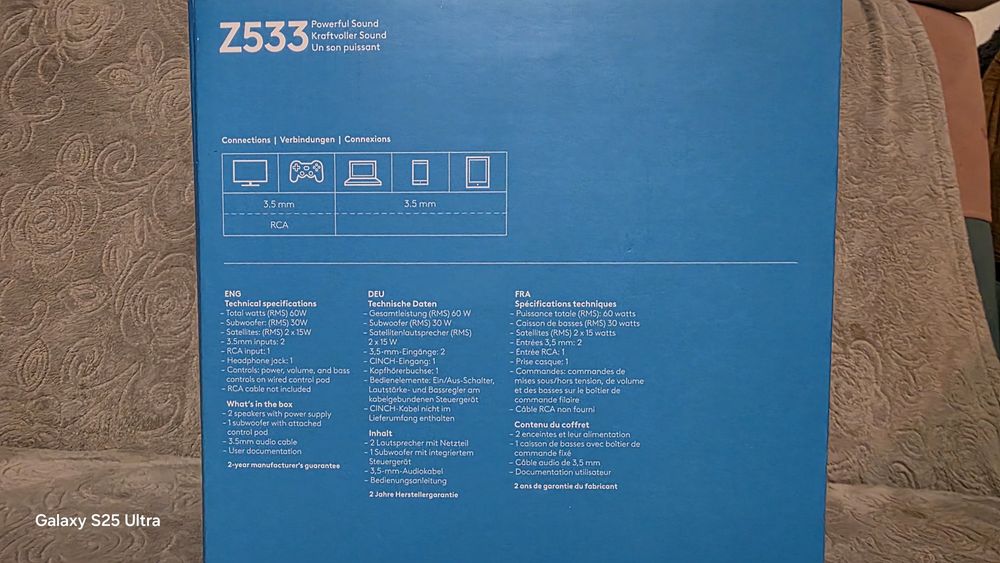 Z533
Powerful Sound
Kraftvoller Sound
Un son puissant
Connections | Verbindungen | Connexions
3.5 mm
3.5 mm
RCA
ENG
Technical specifications
– Total watts (RMS) 60W
– Subwoofer: (RMS) 30W
– Satellites: (RMS) 2 x 15W
– 3.5mm inputs: 2
– RCA input: 1
– Headphone jack: 1
– Controls: power, volume, and bass
controls on wired control pod
– RCA cable not included
What's in the box
– 2 speakers with power supply
– 1 subwoofer with attached
control pod
– 3.5mm audio cable
– User documentation
2-year manufacturer's guarantee
DEU
Technische Daten
– Gesamtleistung (RMS) 60 W
– Subwoofer (RMS) 30 W
– Satellitenlautsprecher (RMS)
2 x 15 W
– 3,5-mm-Eingänge: 2
– CINCH-Eingang: 1
– Kopfhörerbuchse: 1
– Bedienelemente: Ein/Aus-Schalter,
Lautstärke- und Bassregler am
kabelgebundenen Steuergerät
– CINCH-Kabel nicht im
Lieferumfang enthalten
Inhalt
– 2 Lautsprecher mit Netzteil
– 1 Subwoofer mit integriertem
Steuergerät
– 3,5-mm-Audiokabel
– Bedienungsanleitung
2 Jahre Herstellergarantie
FRA
Spécifications techniques
– Puissance totale (RMS): 60 watts
– Caisson de basses (RMS) 30 watts
– Satellites (RMS) 2 x 15 watts
– Entrées 3,5 mm: 2
– Entrée RCA: 1
– Prise casque: 1
– Commandes: commandes de
mises sous/hors tension, de volume
et des basses sur le boîtier de
commande filaire
– Câble RCA non fourni
Contenu du coffret
– 2 enceintes et leur alimentation
– 1 caisson de basses avec boîtier de
commande fixé
– Câble audio de 3,5 mm
– Documentation utilisateur
2 ans de garantie du fabricant
Galaxy S25 Ultra